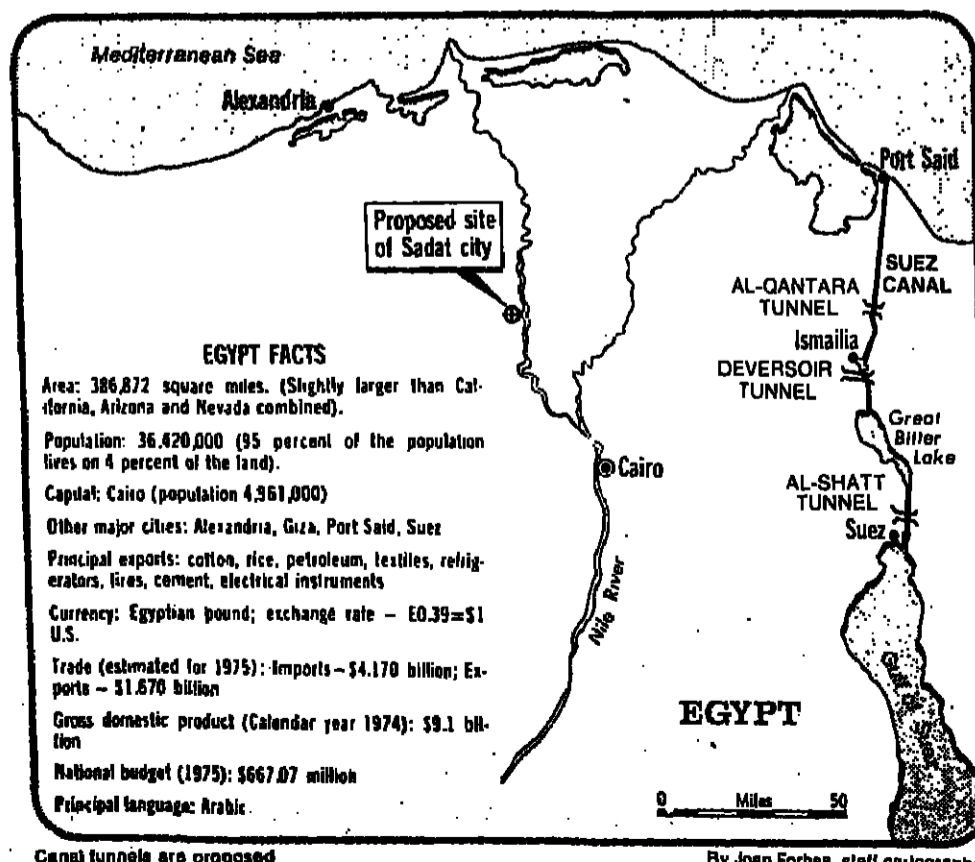 Mediterranean Sea
Alexandria
Port Said
Proposed site
of Sadat city
SUEZ
CANAL
AL-QANTARA
TUNNEL
Ismailia
DEVERSOIR
TUNNEL
Great
Bitter
Lake
Cairo
AL-SHATT
TUNNEL
Suez
Nile River
Gulf of Suez
EGYPT
0 Miles 50
EGYPT FACTS
Area: 386,872 square miles. (Slightly larger than Cal-
ifornia, Arizona and Nevada combined).
Population: 36,420,000 (95 percent of the population
lives on 4 percent of the land).
Capital: Cairo (population 4,961,000)
Other major cities: Alexandria, Giza, Port Said, Suez
Principal exports: cotton, rice, petroleum, textiles, refrig-
erators, tires, cement, electrical instruments
Currency: Egyptian pound; exchange rate — £0.39=$1
U.S.
Trade (estimated for 1975): Imports — $4.170 billion; Ex-
ports — $1.670 billion
Gross domestic product (Calendar year 1974): $9.1 bil-
lion
National budget (1975): $667.07 million
Principal language: Arabic
Canal tunnels are proposed
By Joan Forbes, staff